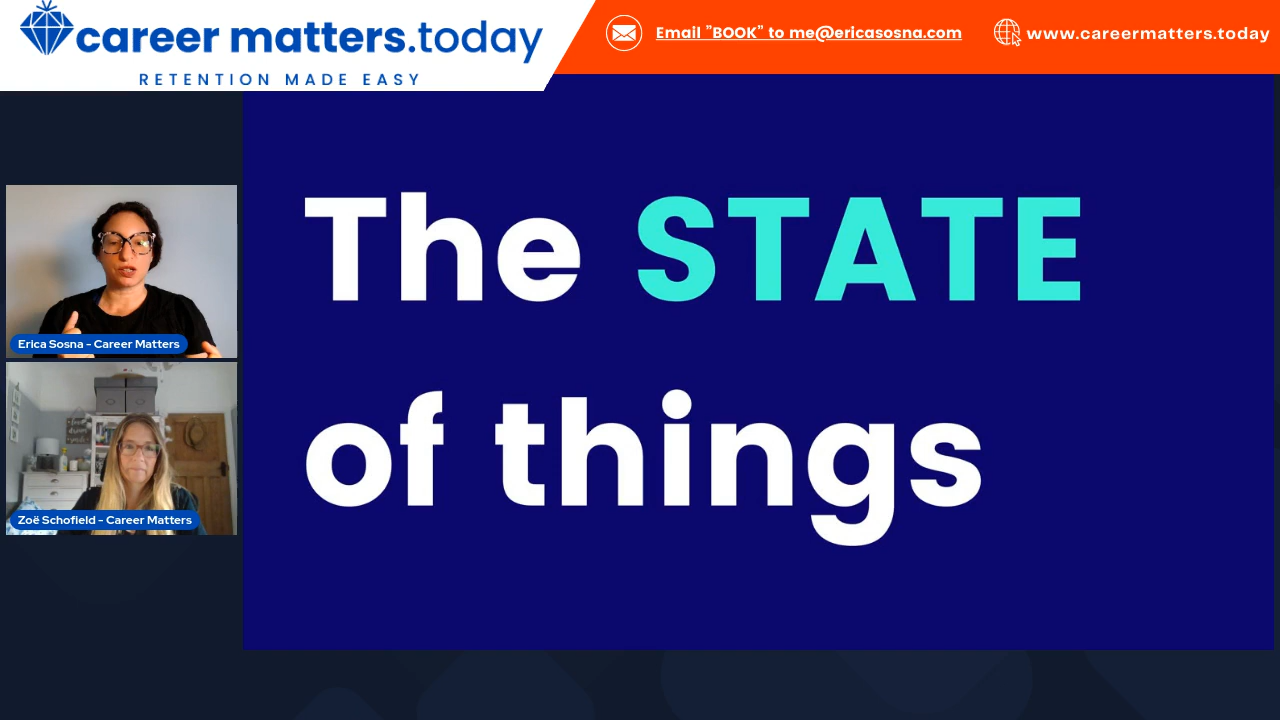 career matters.today
RETENTION MADE EASY
Email "BOOK" to me@ericasosna.com
www.careermatters.today
The STATE
of things
Erica Sosna - Career Matters
Zoë Schofield - Career Matters